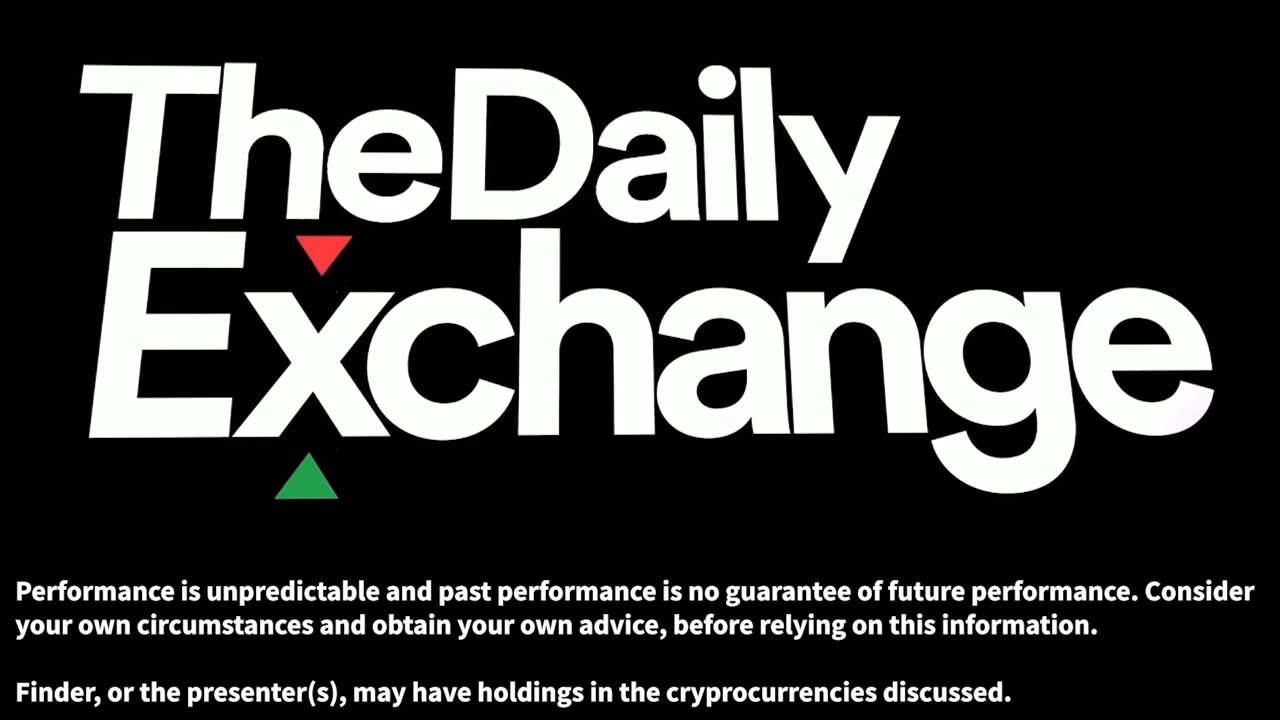 The Daily
Exchange
Performance is unpredictable and past performance is no guarantee of future performance. Consider
your own circumstances and obtain your own advice, before relying on this information.
Finder, or the presenter(s), may have holdings in the cryprocurrencies discussed.